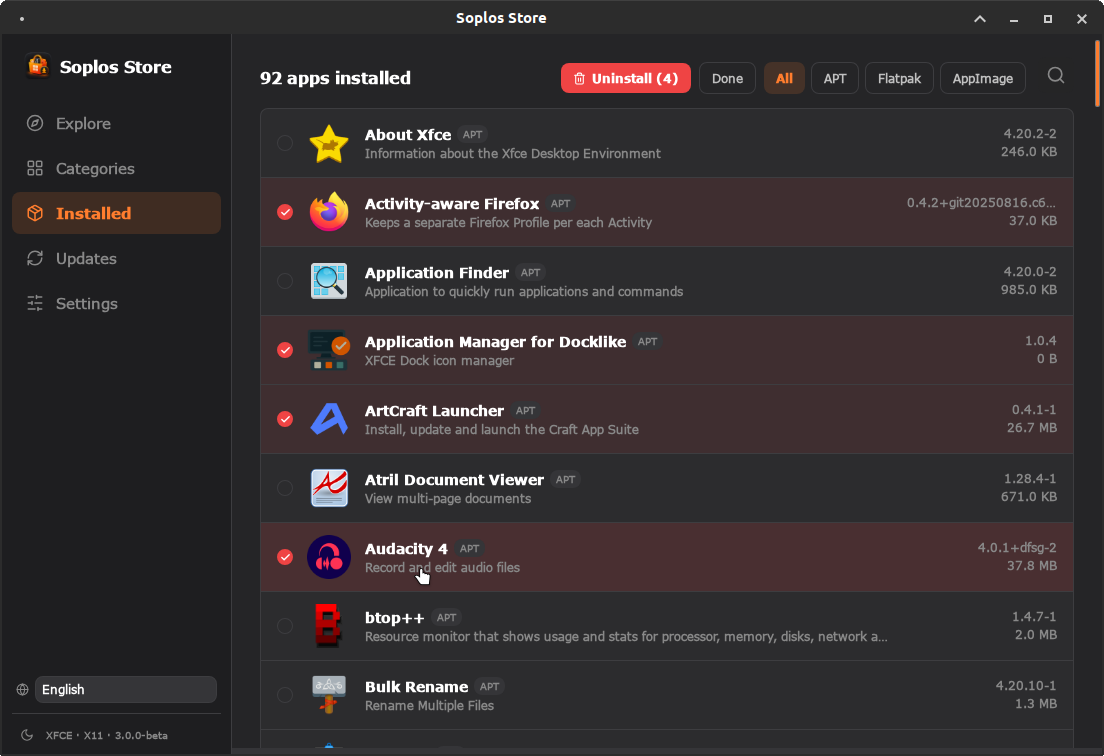 Soplos Store
Soplos Store
Explore
Categories
Installed
Updates
Settings
English
XFCE · X11 · 3.0.0-beta
92 apps installed
Uninstall (4)
Done
All
APT
Flatpak
AppImage
About Xfce APT
Information about the Xfce Desktop Environment
4.20.2-2
246.0 KB
Activity-aware Firefox APT
Keeps a separate Firefox Profile per each Activity
0.4.2+git20250816.c6...
37.0 KB
Application Finder APT
Application to quickly run applications and commands
4.20.0-2
985.0 KB
Application Manager for Docklike APT
XFCE Dock icon manager
1.0.4
0 B
ArtCraft Launcher APT
Install, update and launch the Craft App Suite
0.4.1-1
26.7 MB
Atril Document Viewer APT
View multi-page documents
1.28.4-1
671.0 KB
Audacity 4 APT
Record and edit audio files
4.0.1+dfsg-2
37.8 MB
btop++ APT
Resource monitor that shows usage and stats for processor, memory, disks, network a...
1.4.7-1
2.0 MB
Bulk Rename APT
Rename Multiple Files
4.20.10-1
1.3 MB